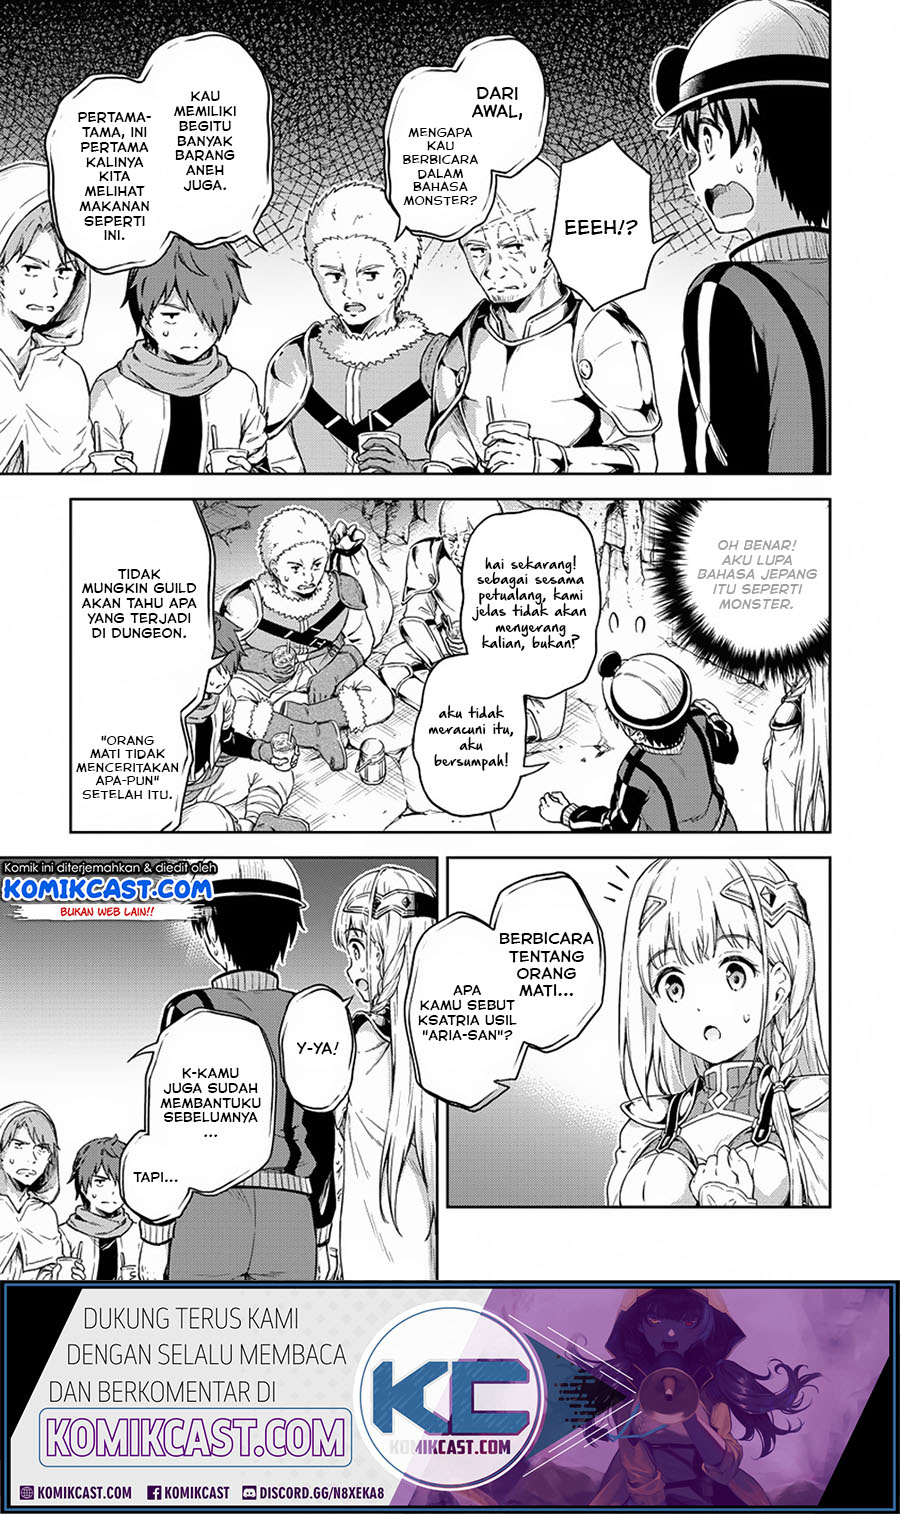 EEEH!?
DARI
AWAL,
MENGAPA
KAU
BERBICARA
DALAM
BAHASA
MONSTER?
KAU
MEMILIKI
BEGITU
BANYAK
BARANG
ANEH
JUGA.
PERTAMA-
TAMA, INI
PERTAMA
KALINYA
KITA
MELIHAT
MAKANAN
SEPERTI
INI.
OH BENAR!
AKU LUPA
BAHASA JEPANG
ITU SEPERTI
MONSTER.
hai sekarang!
sebagai sesama
petualang, kami
jelas tidak akan
menyerang
kalian, bukan?
aku tidak
meracuni itu,
aku
bersumpah!
TIDAK
MUNGKIN GUILD
AKAN TAHU APA
YANG TERJADI
DI DUNGEON.
"ORANG
MATI TIDAK
MENCERITAKAN
APA-PUN"
SETELAH ITU.
BERBICARA
TENTANG
ORANG
MATI...
APA
KAMU SEBUT
KSATRIA USIL
"ARIA-SAN"?
Komik ini diterjemahkan & diedit oleh
KOMIKCAST.COM
BUKAN WEB LAIN!!
Y-YA!
K-KAMU
JUGA SUDAH
MEMBANTUKU
SEBELUMNYA
...
TAPI...
DUKUNG TERUS KAMI
DENGAN SELALU MEMBACA
DAN BERKOMENTAR DI
KOMIKCAST.COM
KC
KOMIKCAST.COM
KOMIKCAST.COM KOMIKCAST DISCORD.GG/N8XEKA8